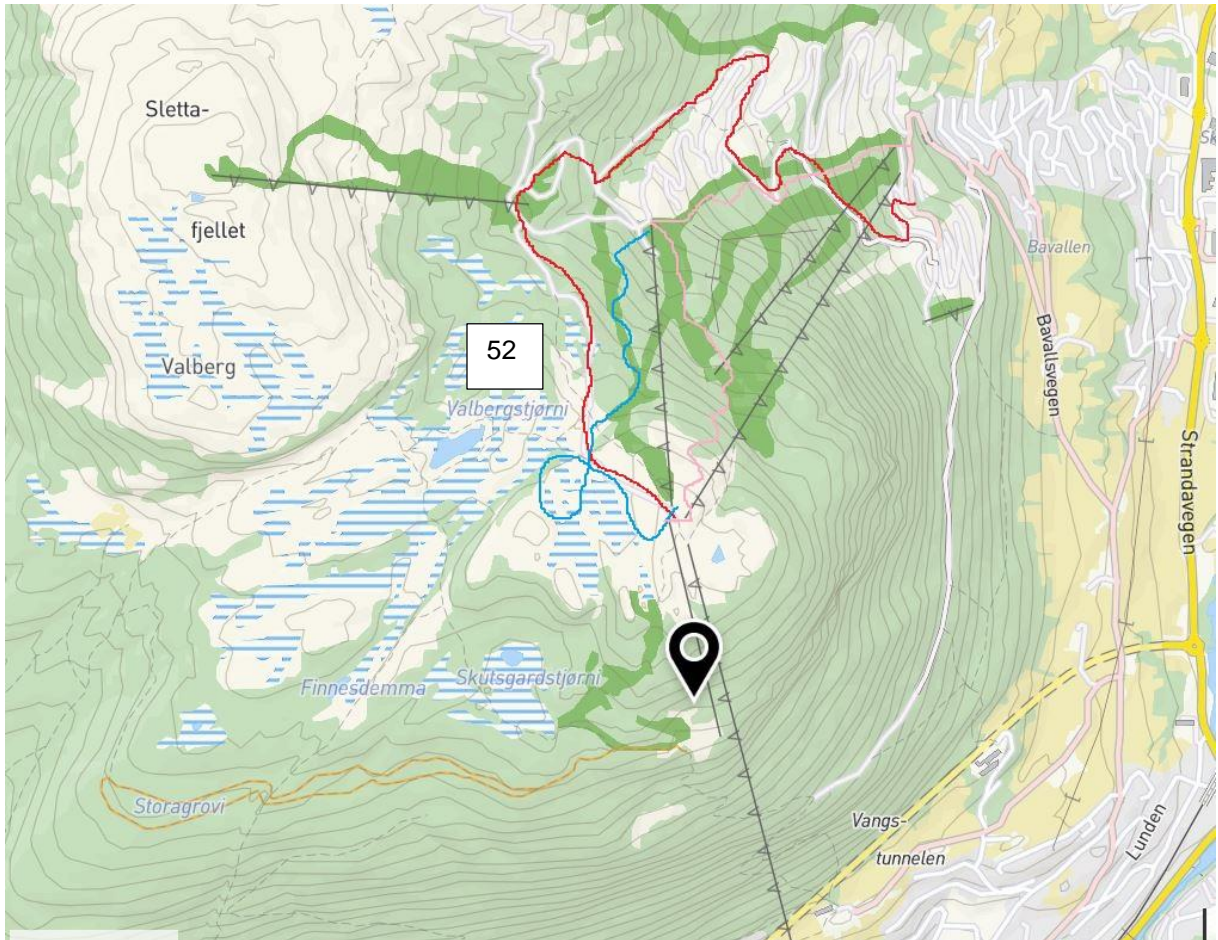 Sletta-
fjellet
Valberg
52
Valbergstjørni
Bavallen
Bavallsvegen
Strandavegen
Finnesdemma
Skutsgardstjørni
Storagrovi
Vangs-
tunnelen
Lunden